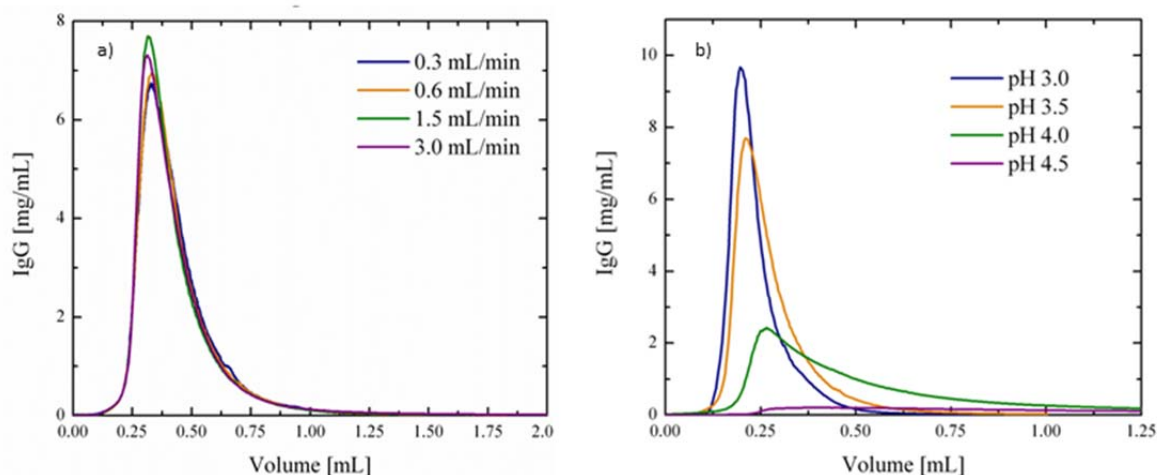 a)
0.3 mL/min
0.6 mL/min
1.5 mL/min
3.0 mL/min
8
6
4
2
0
IgG [mg/mL]
0.00 0.25 0.50 0.75 1.00 1.25 1.50 1.75 2.0
Volume [mL]
b)
pH 3.0
pH 3.5
pH 4.0
pH 4.5
10
8
6
4
2
0
IgG [mg/mL]
0.00 0.25 0.50 0.75 1.00 1.25
Volume [mL]